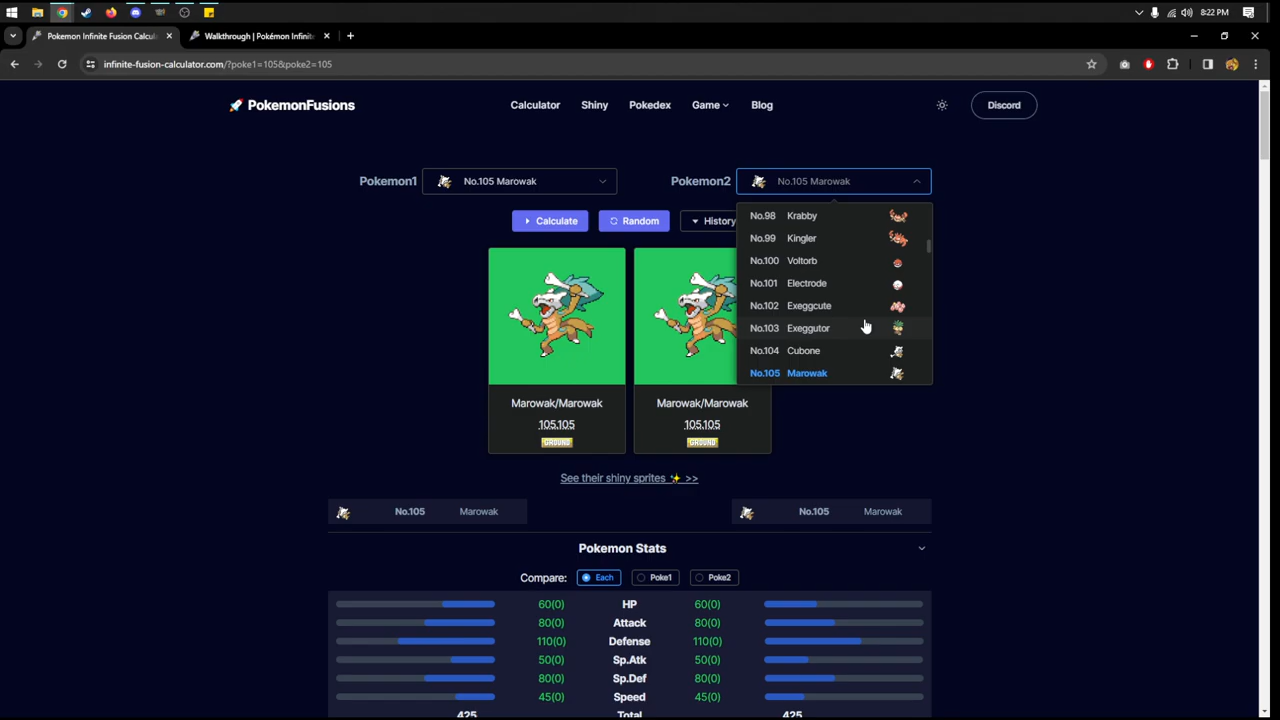 8:22 PM
Pokemon Infinite Fusion Calcula
Walkthrough | Pokémon Infinite
infinite-fusion-calculator.com/?poke1=105&poke2=105
PokemonFusions
Calculator
Shiny
Pokedex
Game
Blog
Discord
Pokemon1
No.105 Marowak
Pokemon2
No.105 Marowak
Calculate
Random
History
No.98 Krabby
No.99 Kingler
No.100 Voltorb
No.101 Electrode
No.102 Exeggcute
No.103 Exeggutor
No.104 Cubone
No.105 Marowak
Marowak/Marowak
105.105
GROUND
Marowak/Marowak
105.105
GROUND
See their shiny sprites ✨ >>
No.105 Marowak
No.105 Marowak
Pokemon Stats
Compare: Each Poke1 Poke2
60(0) HP 60(0)
80(0) Attack 80(0)
110(0) Defense 110(0)
50(0) Sp.Atk 50(0)
80(0) Sp.Def 80(0)
45(0) Speed 45(0)
425 Total 425